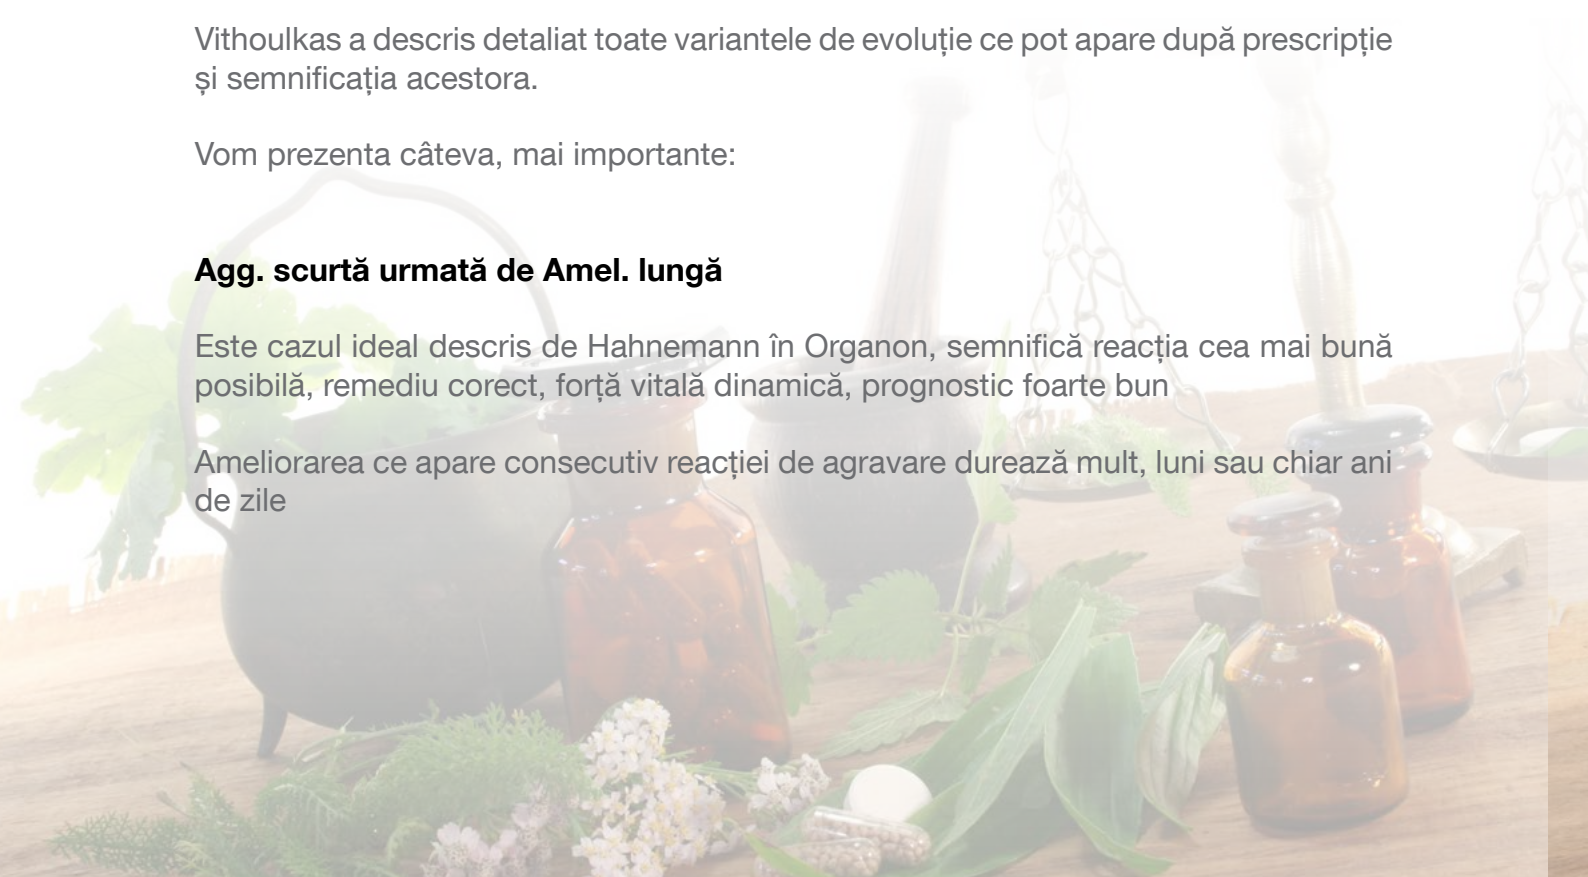 Vithoulkas a descris detaliat toate variantele de evoluție ce pot apare după prescripție
și semnificația acestora.
Vom prezenta câteva, mai importante:
Agg. scurtă urmată de Amel. lungă
Este cazul ideal descris de Hahnemann în Organon, semnifică reacția cea mai bună
posibilă, remediu corect, forță vitală dinamică, prognostic foarte bun
Ameliorarea ce apare consecutiv reacției de agravare durează mult, luni sau chiar ani
de zile